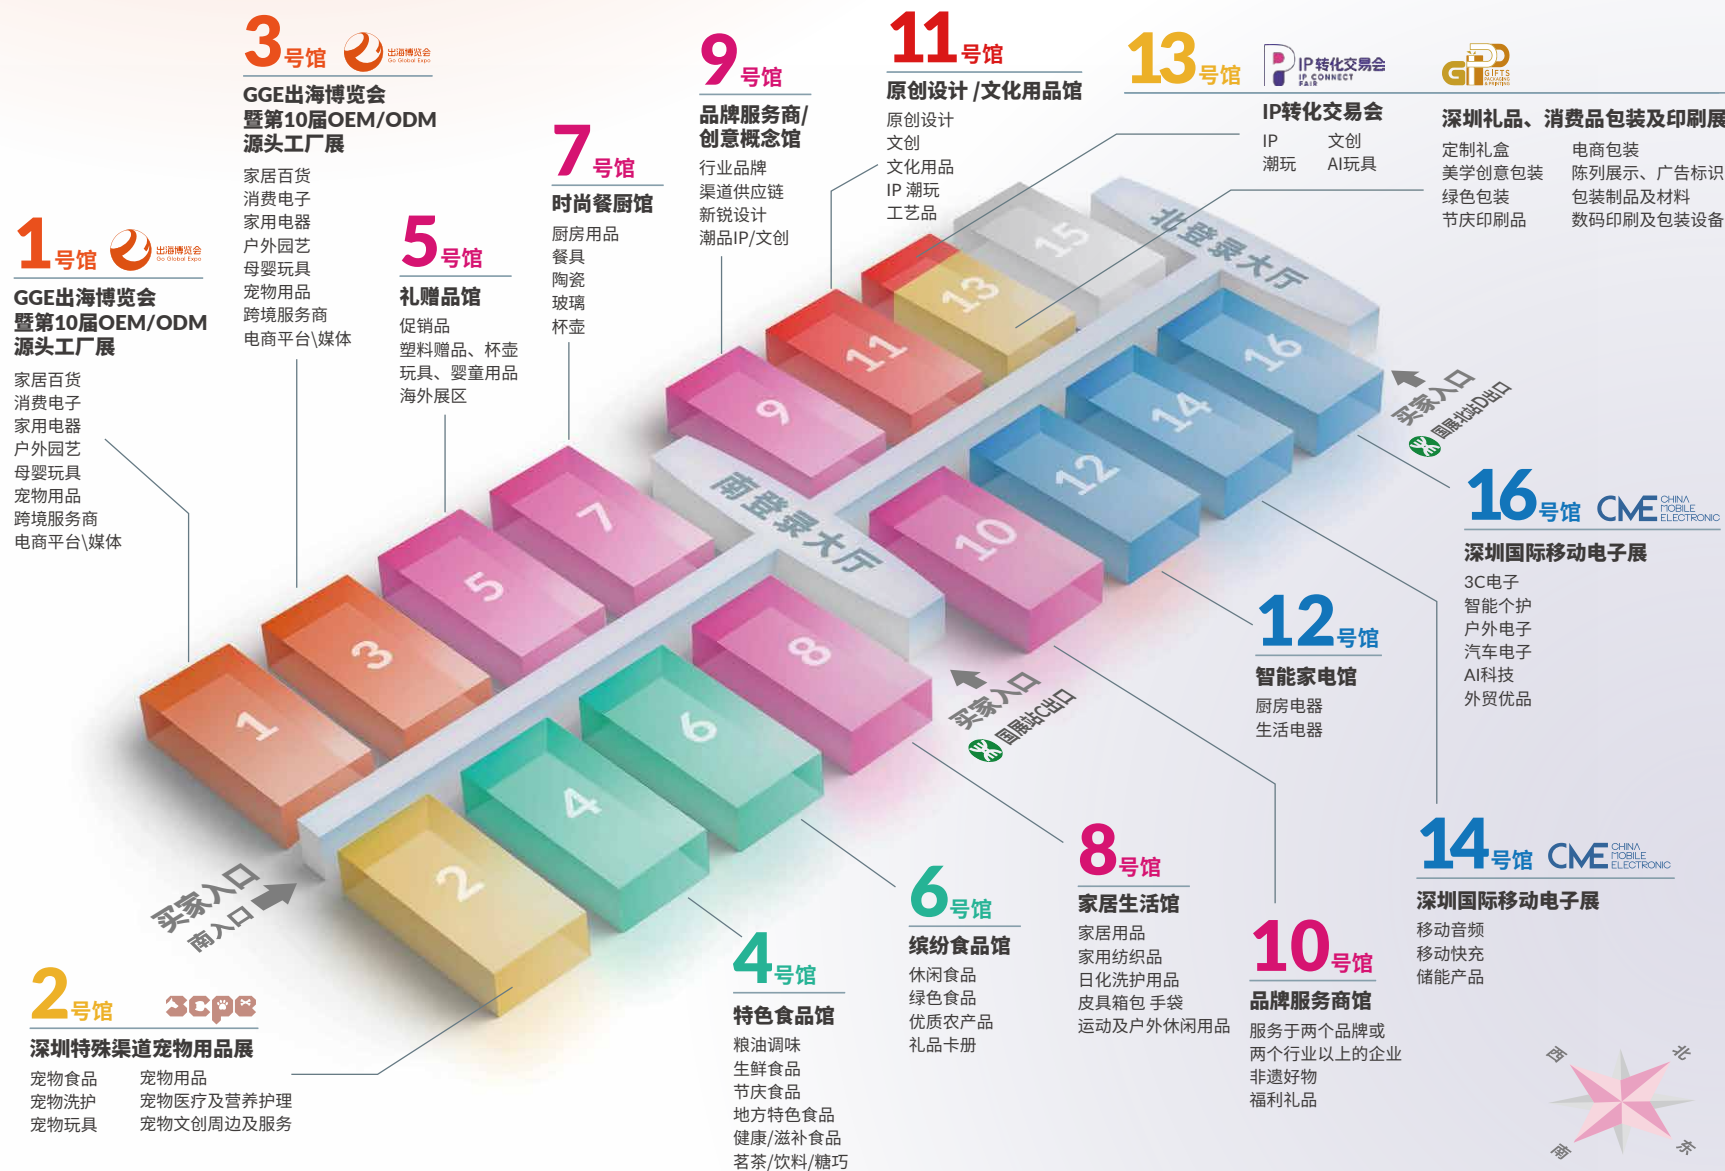 1号馆
出海博览会
Go Global Expo
GGE出海博览会
暨第10届OEM/ODM
源头工厂展
家居百货
消费电子
家用电器
户外园艺
母婴玩具
宠物用品
跨境服务商
电商平台\媒体
3号馆
出海博览会
Go Global Expo
GGE出海博览会
暨第10届OEM/ODM
源头工厂展
家居百货
消费电子
家用电器
户外园艺
母婴玩具
宠物用品
跨境服务商
电商平台\媒体
5号馆
礼赠品馆
促销品
塑料赠品、杯壶
玩具、婴童用品
海外展区
7号馆
时尚餐厨馆
厨房用品
餐具
陶瓷
玻璃
杯壶
9号馆
品牌服务商/
创意概念馆
行业品牌
渠道供应链
新锐设计
潮品IP/文创
11号馆
原创设计 /文化用品馆
原创设计
文创
文化用品
IP 潮玩
工艺品
13号馆
IP转化交易会
IP CONNECT
FAIR
IP转化交易会
IP 文创
潮玩 AI玩具
GIPD
GIFTS
PACKAGING
& PRINTING
深圳礼品、消费品包装及印刷展
定制礼盒 电商包装
美学创意包装 陈列展示、广告标识
绿色包装 包装制品及材料
节庆印刷品 数码印刷及包装设备
15
北登录大厅
13
11
16
9
14
12
南登录大厅
10
7
5
8
3
6
1
4
2
买家入口
国展北站D出口
买家入口
国展站C出口
买家入口
南入口
16号馆
CME CHINA
MOBILE
ELECTRONIC
深圳国际移动电子展
3C电子
智能个护
户外电子
汽车电子
AI科技
外贸优品
12号馆
智能家电馆
厨房电器
生活电器
14号馆
CME CHINA
MOBILE
ELECTRONIC
深圳国际移动电子展
移动音频
移动快充
储能产品
10号馆
品牌服务商馆
服务于两个品牌或
两个行业以上的企业
非遗好物
福利礼品
8号馆
家居生活馆
家居用品
家用纺织品
日化洗护用品
皮具箱包 手袋
运动及户外休闲用品
6号馆
缤纷食品馆
休闲食品
绿色食品
优质农产品
礼品卡册
4号馆
特色食品馆
粮油调味
生鲜食品
节庆食品
地方特色食品
健康/滋补食品
茗茶/饮料/糖巧
2号馆
3CPE
深圳特殊渠道宠物用品展
宠物食品 宠物用品
宠物洗护 宠物医疗及营养护理
宠物玩具 宠物文创周边及服务
西
北
南
东